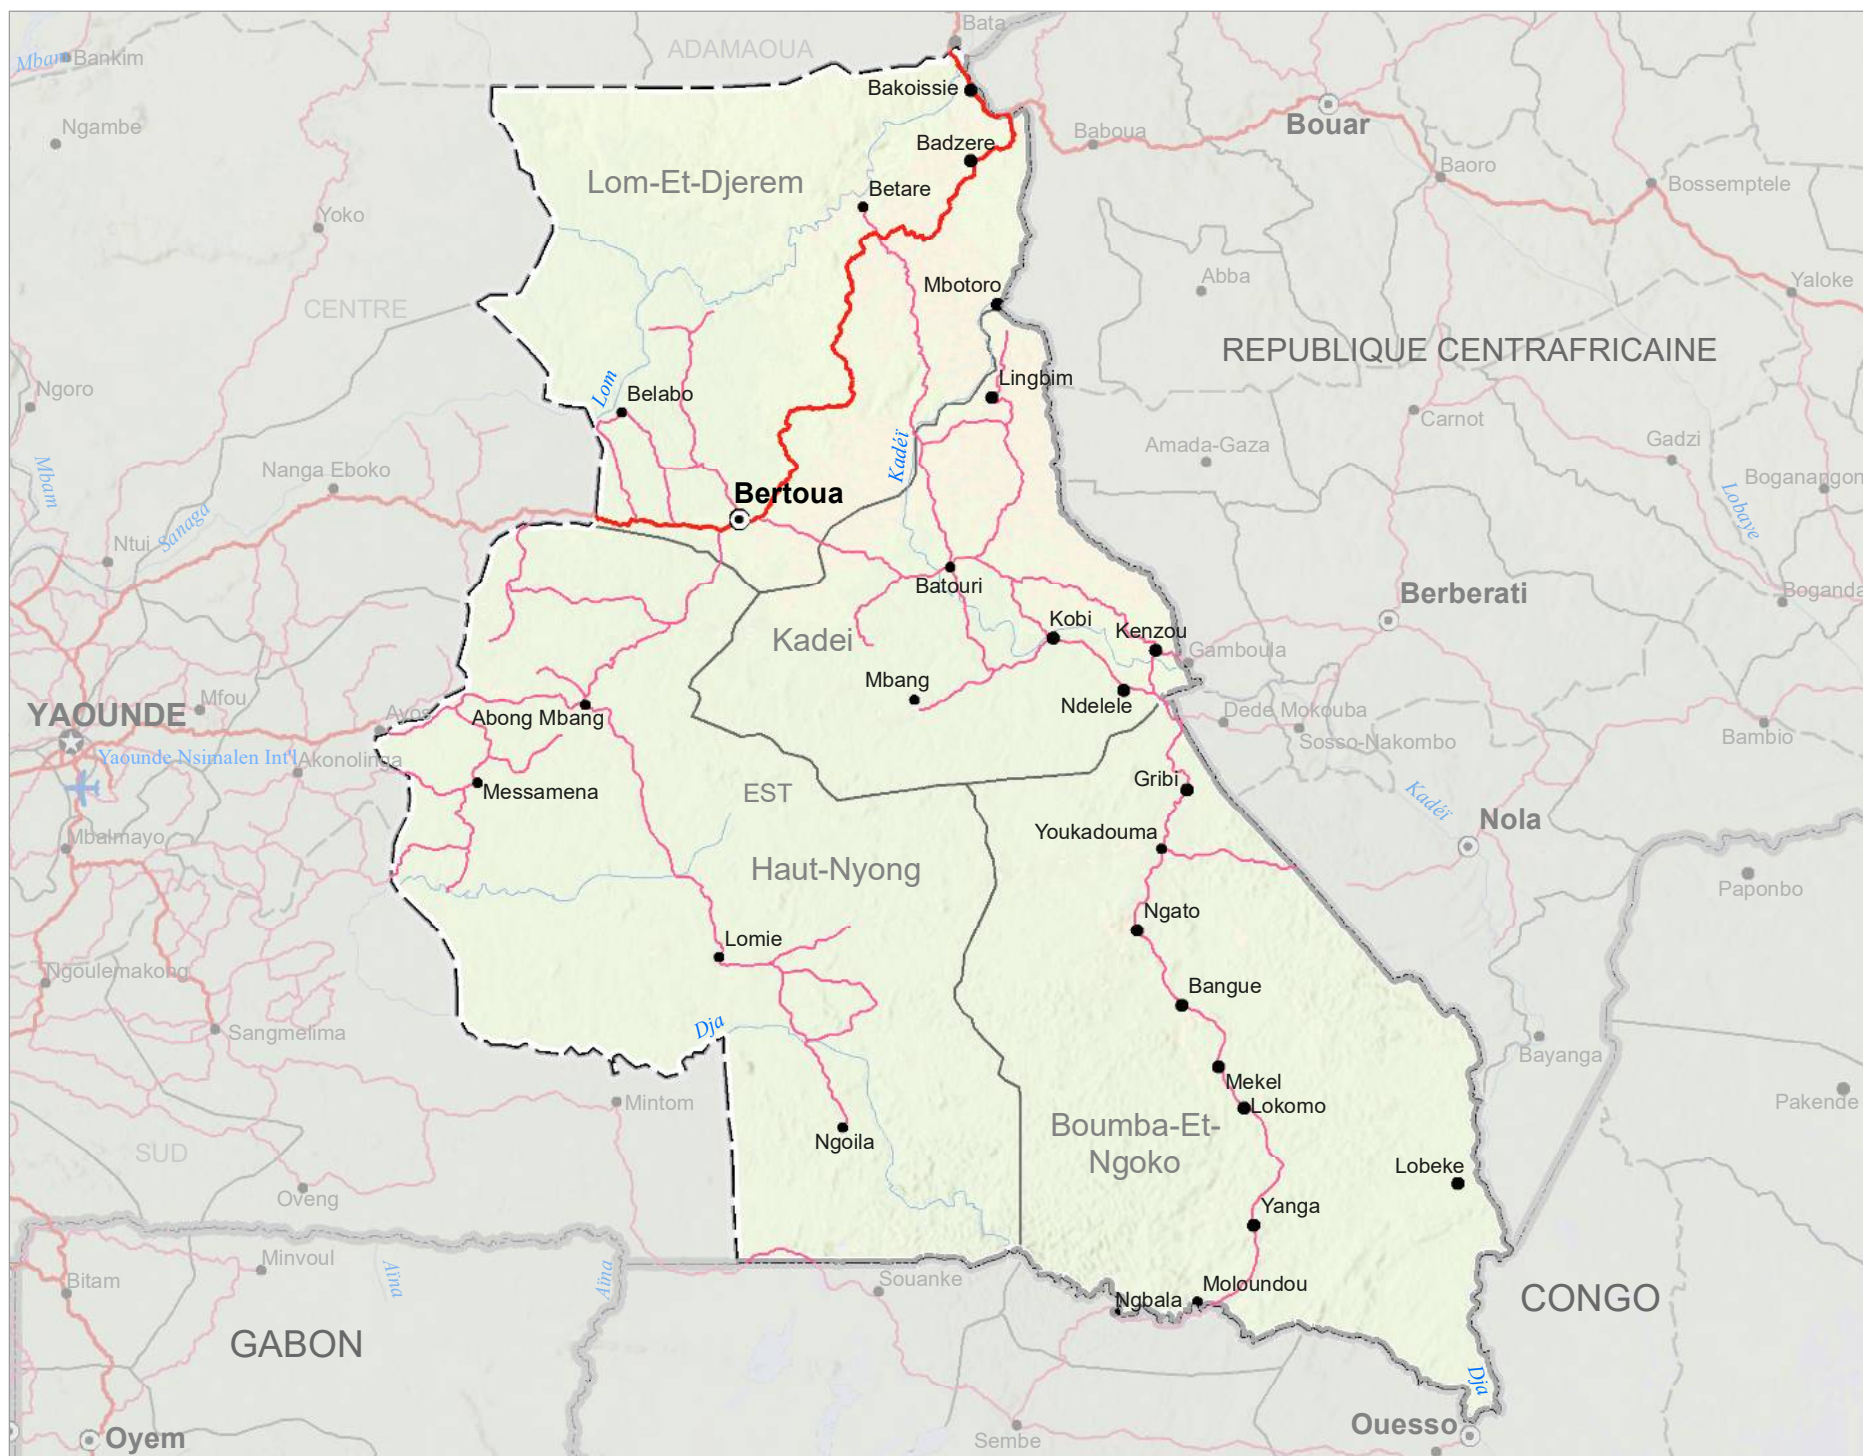 Bata
ADAMAOUA
Mbam
Bankim
Bakoissie
Ngambe
Bouar
Baboua
Badzere
Baoro
Lom-Et-Djerem
Betare
Bossemptele
Yoko
Abba
Yaloke
Mbotoro
CENTRE
REPUBLIQUE CENTRAFRICAINE
Ngoro
Lom
Belabo
Lingbim
Carnot
Kadéï
Amada-Gaza
Gadzi
Mbam
Nanga Eboko
Boganangon
Bertoua
Lobaye
Sanaga
Ntui
Batouri
Berberati
Boganda
Kadei
Kobi
Kenzou
Gamboula
Mbang
Mfou
YAOUNDE
Ayos
Abong Mbang
Ndelele
Dede Mokouba
Sosso-Nakombo
Bambio
Yaounde Nsimalen Int'l
Akonolinga
Messamena
EST
Gribi
Kadéï
Nola
Mbalmayo
Youkadouma
Haut-Nyong
Paponbo
Ngato
Lomie
Ngoulemakong
Bangue
Sangmelima
Dja
Bayanga
Mekel
Mintom
Lokomo
Pakende
Boumba-Et-
Ngoko
Ngoila
SUD
Lobeke
Oveng
Yanga
Minvoul
Bitam
Aïna
Aïna
Souanke
Moloundou
Ngbala
CONGO
GABON
Dja
Ouesso
Oyem
Sembe